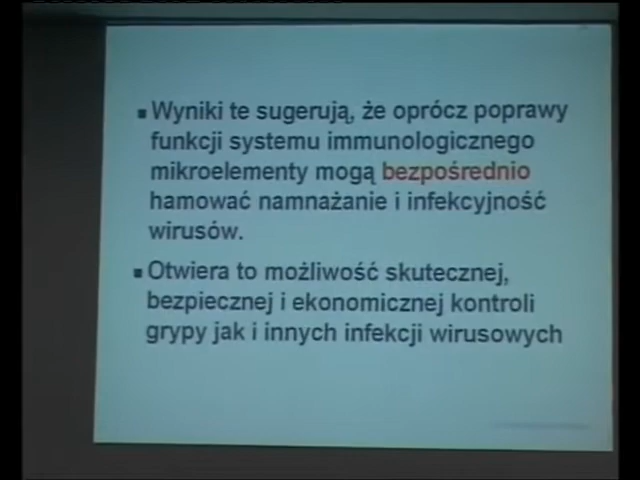 ▪ Wyniki te sugerują, że oprócz poprawy
funkcji systemu immunologicznego
mikroelementy mogą bezpośrednio
hamować namnażanie i infekcyjność
wirusów.
▪ Otwiera to możliwość skutecznej,
bezpiecznej i ekonomicznej kontroli
grypy jak i innych infekcji wirusowych